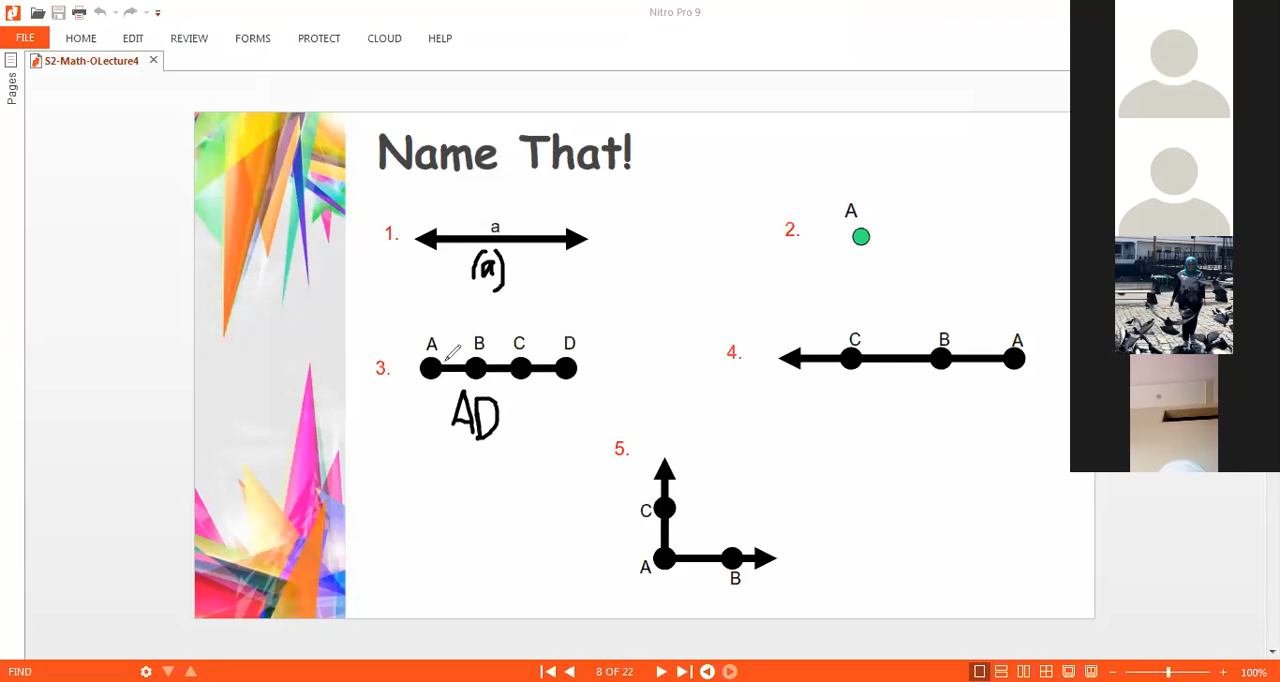 Nitro Pro 9
FILE HOME EDIT REVIEW FORMS PROTECT CLOUD HELP
S2-Math-OLecture4
Pages
Name That!
1. a
(a)
2. A
3. A B C D
AD
4. C B A
5.
C
A
B
FIND
8 OF 22
100%